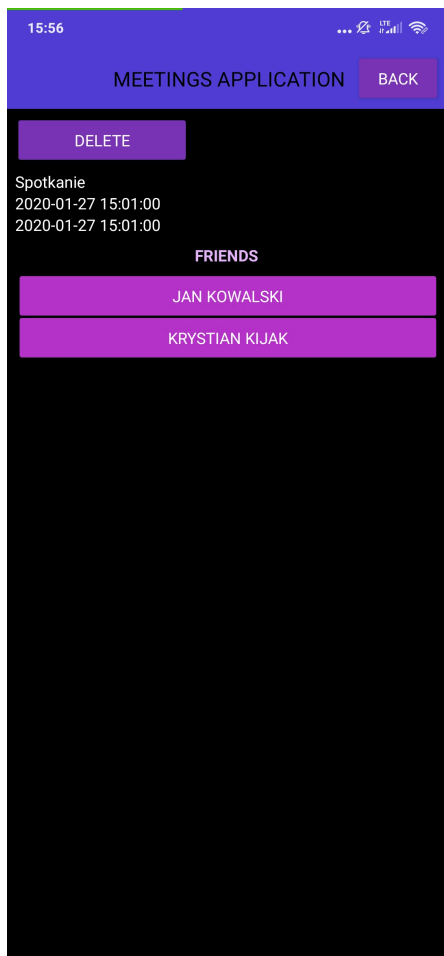 15:56
LTE
MEETINGS APPLICATION
BACK
DELETE
Spotkanie
2020-01-27 15:01:00
2020-01-27 15:01:00
FRIENDS
JAN KOWALSKI
KRYSTIAN KIJAK